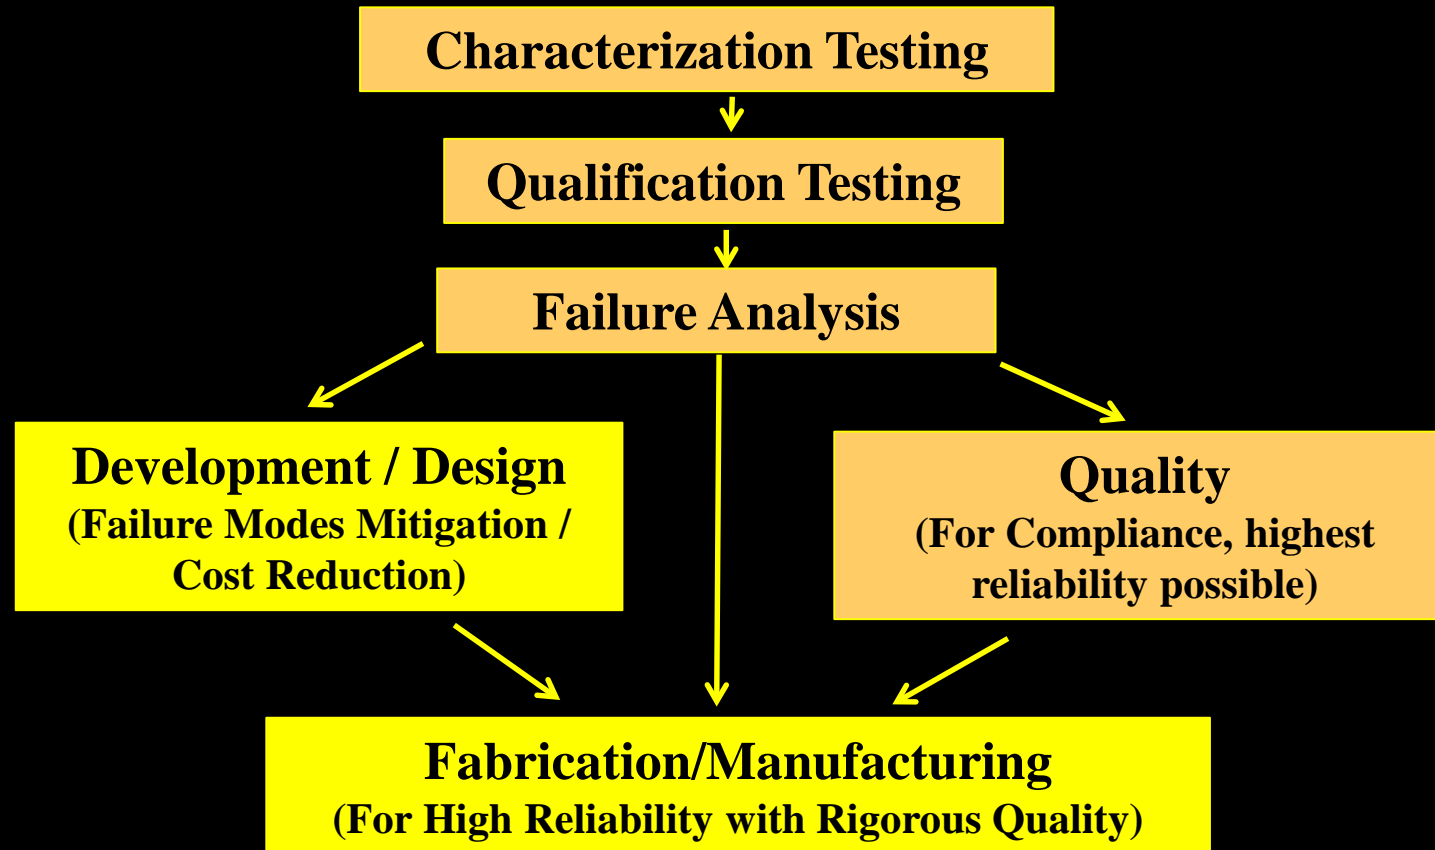 Characterization Testing
Qualification Testing
Failure Analysis
Development / Design
(Failure Modes Mitigation /
Cost Reduction)
Quality
(For Compliance, highest
reliability possible)
Fabrication/Manufacturing
(For High Reliability with Rigorous Quality)